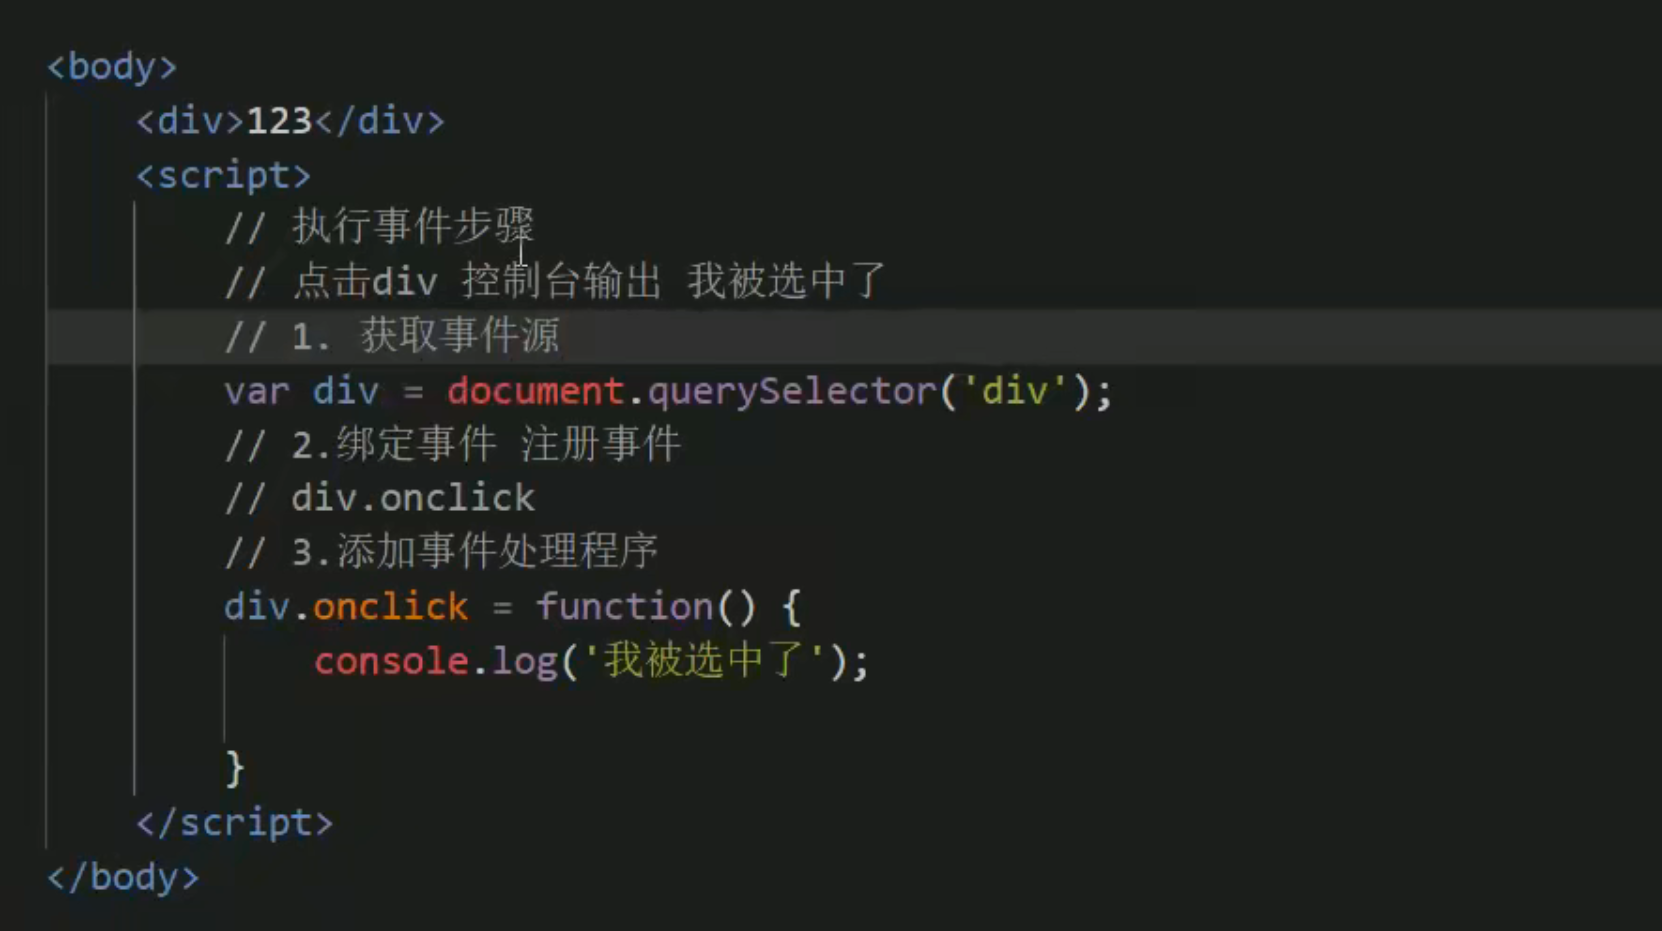 <body>
<div>123</div>
<script>
// 执行事件步骤
// 点击div 控制台输出 我被选中了
// 1. 获取事件源
var div = document.querySelector('div');
// 2.绑定事件 注册事件
// div.onclick
// 3.添加事件处理程序
div.onclick = function() {
console.log('我被选中了');
}
</script>
</body>